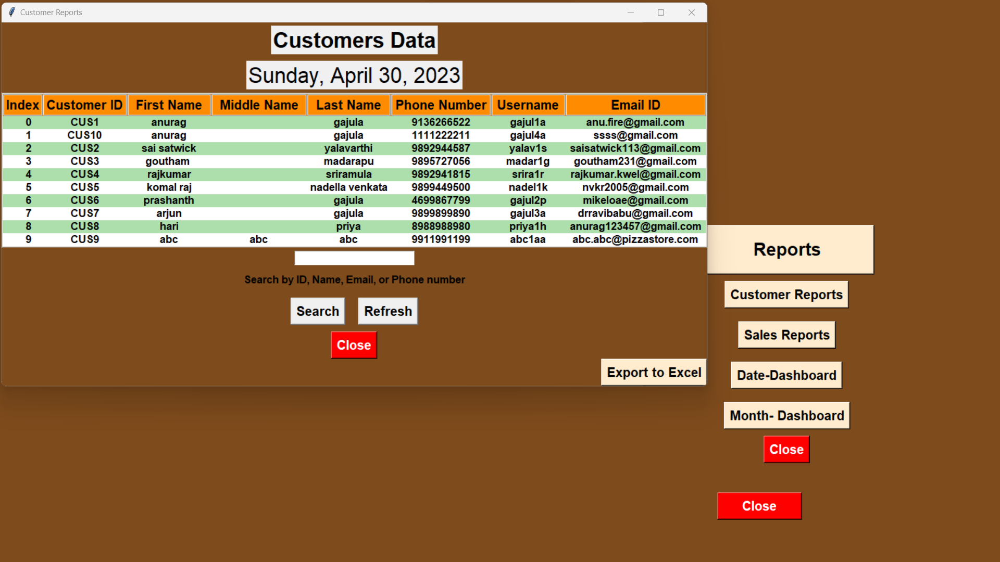 Customer Reports
Customers Data
Sunday, April 30, 2023
Index Customer ID First Name Middle Name Last Name Phone Number Username Email ID
0 CUS1 anurag gajula 9136266522 gajul1a anu.fire@gmail.com
1 CUS10 anurag gajula 1111222211 gajul4a ssss@gmail.com
2 CUS2 sai satwick yalavarthi 9892944587 yalav1s saisatwick113@gmail.com
3 CUS3 goutham madarapu 9895727056 madar1g goutham231@gmail.com
4 CUS4 rajkumar sriramula 9892941815 srira1r rajkumar.kwel@gmail.com
5 CUS5 komal raj nadella venkata 9899449500 nadel1k nvkr2005@gmail.com
6 CUS6 prashanth gajula 4699867799 gajul2p mikeloae@gmail.com
7 CUS7 arjun gajula 9899899890 gajul3a drravibabu@gmail.com
8 CUS8 hari priya 8988988980 priya1h anurag123457@gmail.com
9 CUS9 abc abc abc 9911991199 abc1aa abc.abc@pizzastore.com
Search by ID, Name, Email, or Phone number
Search Refresh
Close
Export to Excel
Reports
Customer Reports
Sales Reports
Date-Dashboard
Month- Dashboard
Close
Close